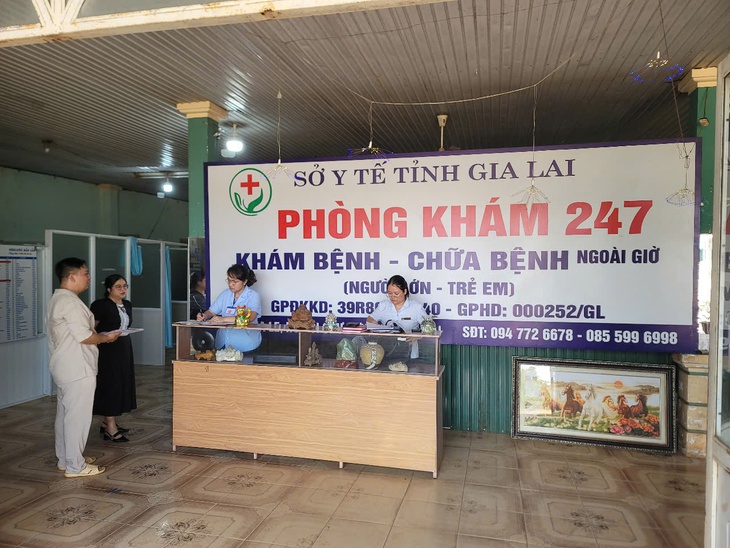 SỞ Y TẾ TỈNH GIA LAI
PHÒNG KHÁM 247
KHÁM BỆNH - CHỮA BỆNH NGOÀI GIỜ
(NGƯỜI LỚN - TRẺ EM)
GPĐKKD: - GPHĐ: 000252/GL
SĐT: 094 772 6678 - 085 599 6998